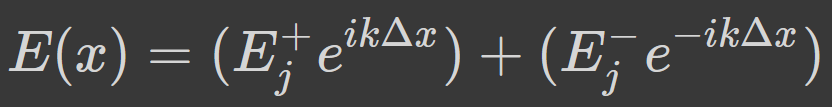 E(x) = (E_j^+ e^{ikΔx}) + (E_j^- e^{-ikΔx})